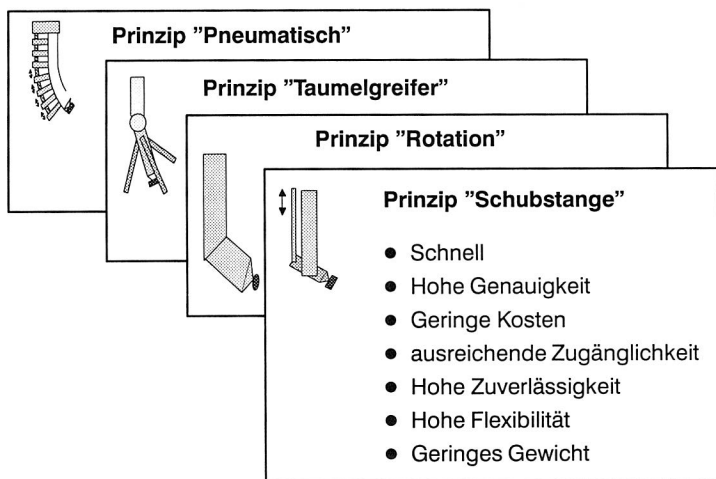 Prinzip ”Pneumatisch”
Prinzip ”Taumelgreifer”
Prinzip ”Rotation”
Prinzip ”Schubstange”
● Schnell
● Hohe Genauigkeit
● Geringe Kosten
● ausreichende Zugänglichkeit
● Hohe Zuverlässigkeit
● Hohe Flexibilität
● Geringes Gewicht